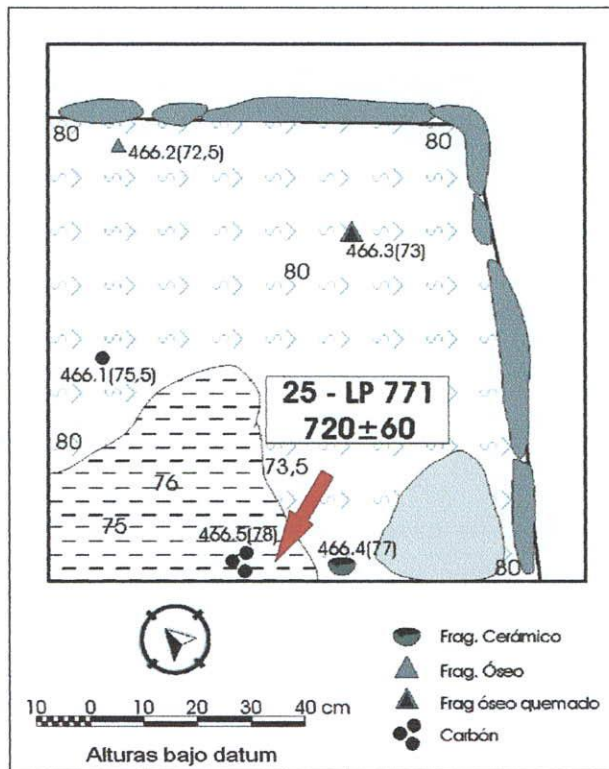 80
80
466.2(72,5)
466.3(73)
80
466.1(75,5)
25 - LP 771
720±60
80
73,5
76
75
466.5(78)
466.4(77)
80
Frag. Cerámico
Frag. Óseo
10 0 10 20 30 40 cm
Frag óseo quemado
Carbón
Alturas bajo datum